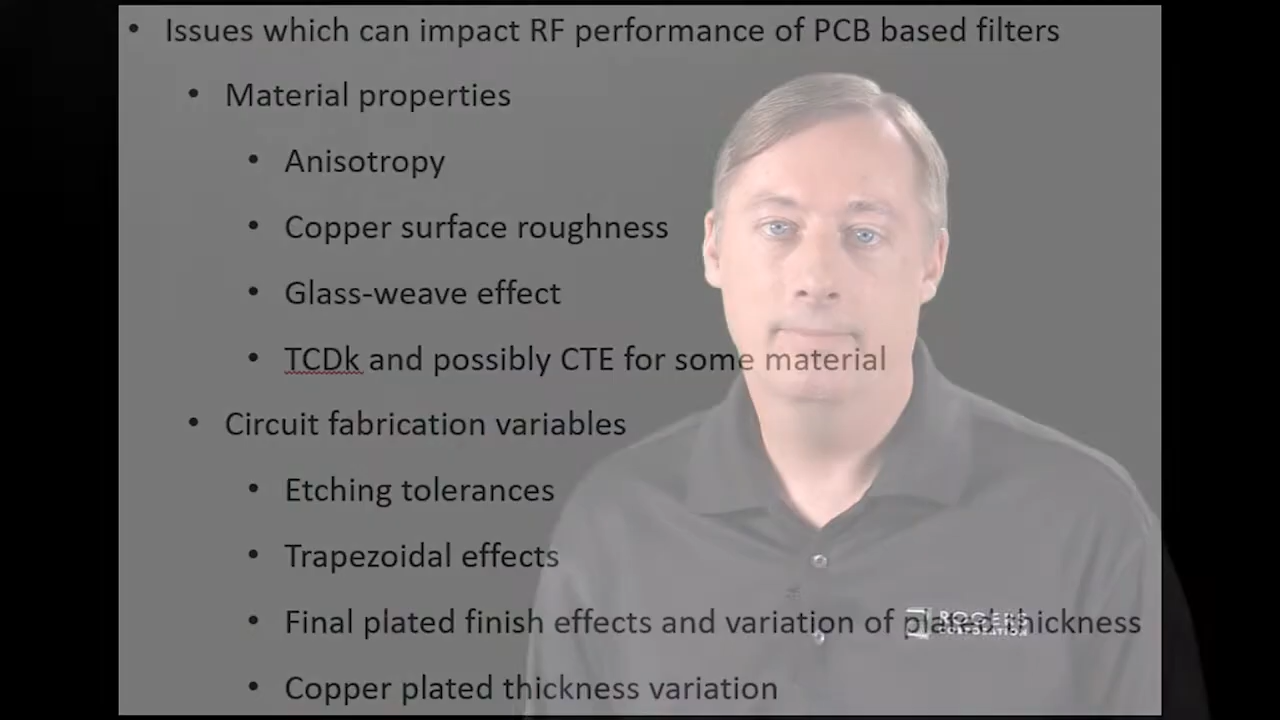 • Issues which can impact RF performance of PCB based filters
• Material properties
• Anisotropy
• Copper surface roughness
• Glass-weave effect
• TCDk and possibly CTE for some material
• Circuit fabrication variables
• Etching tolerances
• Trapezoidal effects
• Final plated finish effects and variation of plated thickness
ROGERS
CORPORATION
• Copper plated thickness variation